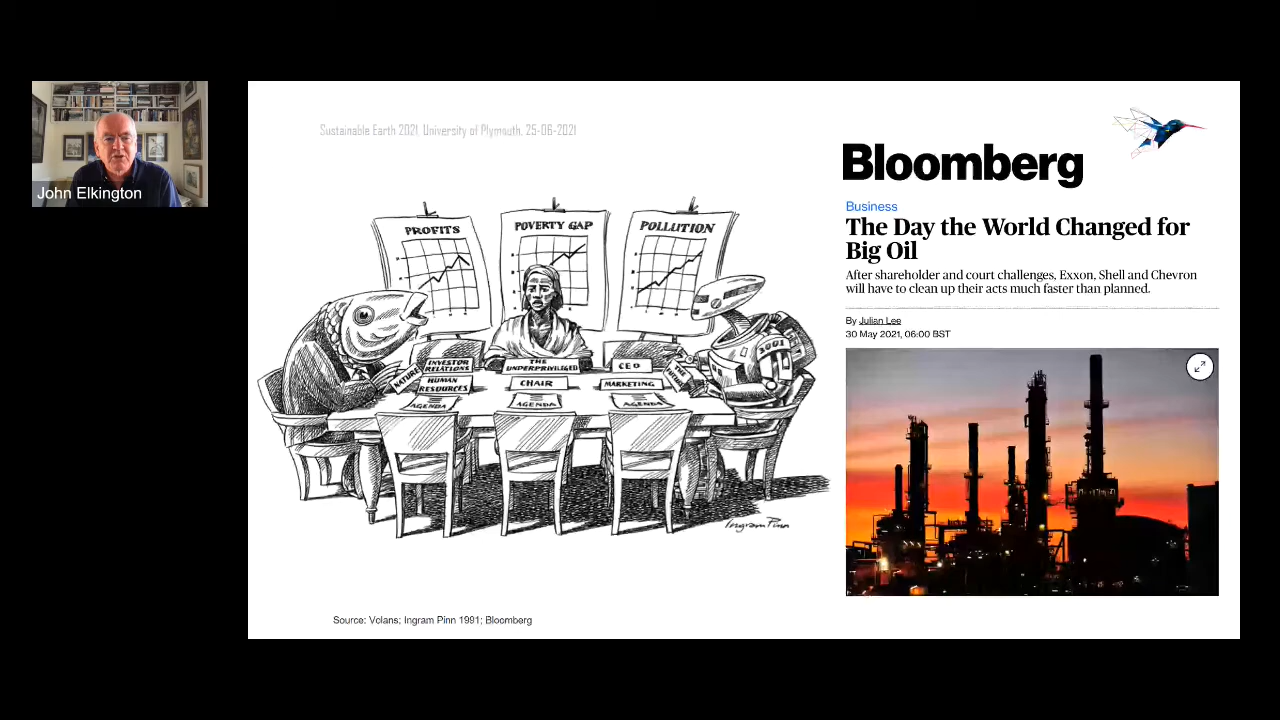 John Elkington
Sustainable Earth 2021, University of Plymouth, 25-06-2021
PROFITS
POVERTY GAP
POLLUTION
2001
NATURE
INVESTOR
RELATIONS
HUMAN
RESOURCES
THE
UNDERPRIVILEGED
CHAIR
CEO
MARKETING
THE
AGENDA
AGENDA
AGENDA
Ingram Pinn
Bloomberg
Business
The Day the World Changed for
Big Oil
After shareholder and court challenges, Exxon, Shell and Chevron
will have to clean up their acts much faster than planned.
By Julian Lee
30 May 2021, 06:00 BST
Source: Volans; Ingram Pinn 1991; Bloomberg